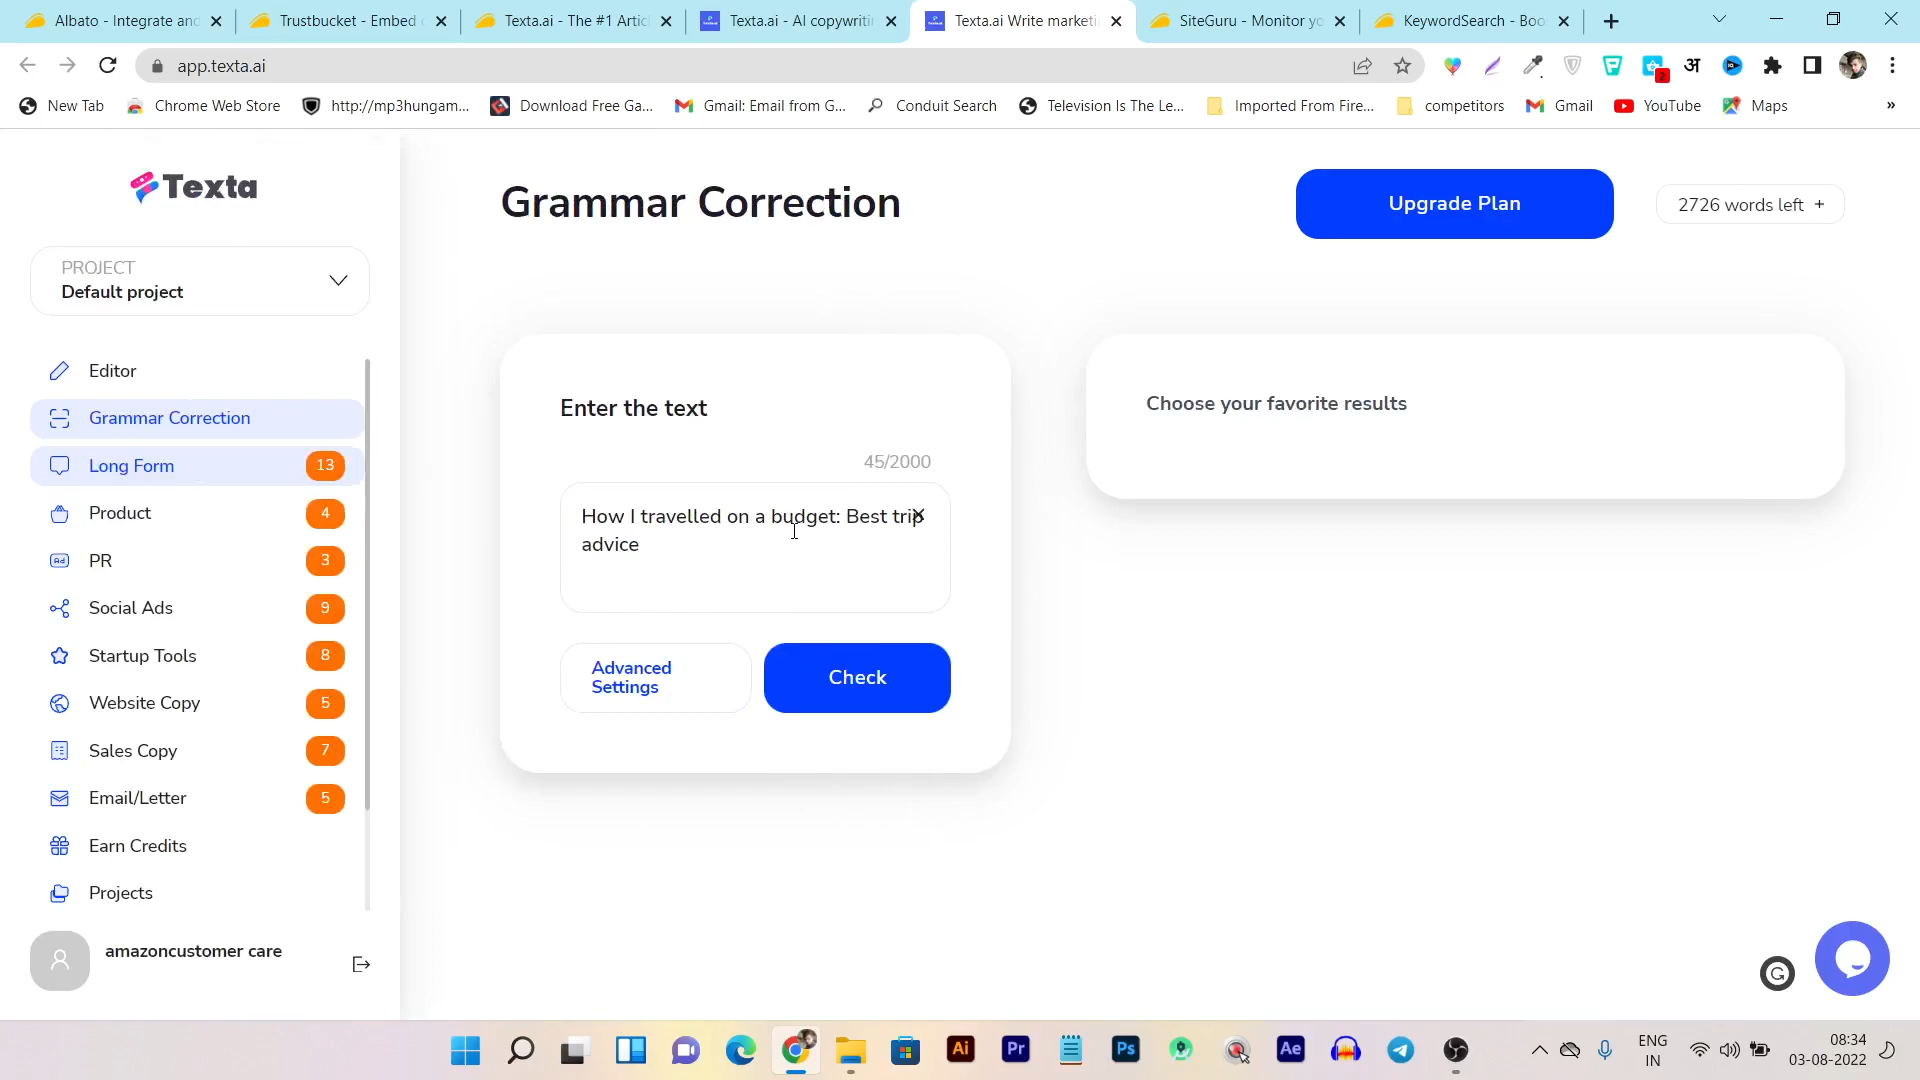 Albato - Integrate and
Trustbucket - Embed
Texta.ai - The #1 Artic
Texta.ai - AI copywriti
Texta.ai Write marketi
SiteGuru - Monitor yo
KeywordSearch - Boo
app.texta.ai
2
अ
New Tab
Chrome Web Store
http://mp3hungam...
Download Free Ga...
Gmail: Email from G...
Conduit Search
Television Is The Le...
Imported From Fire...
competitors
Gmail
YouTube
Maps
»
Texta
Grammar Correction
Upgrade Plan
2726 words left +
PROJECT
Default project
Editor
Grammar Correction
Long Form 13
Product 4
PR 3
Social Ads 9
Startup Tools 8
Website Copy 5
Sales Copy 7
Email/Letter 5
Earn Credits
Projects
amazoncustomer care
Enter the text
45/2000
How I travelled on a budget: Best trip
advice
Advanced
Settings
Check
Choose your favorite results
Ai
Pr
Ps
Ae
ENG
IN
08:34
03-08-2022